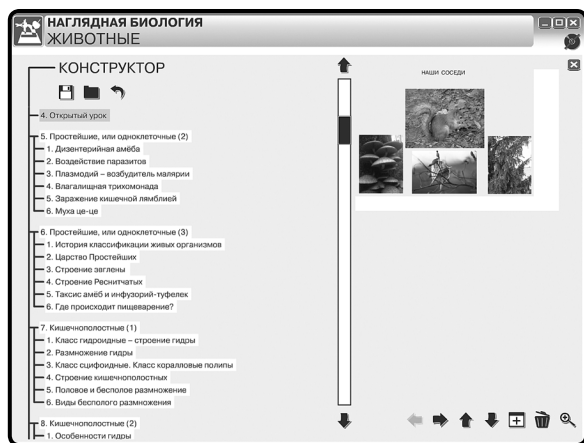 НАГЛЯДНАЯ БИОЛОГИЯ
ЖИВОТНЫЕ
КОНСТРУКТОР
4. Открытый урок
5. Простейшие, или одноклеточные (2)
1. Дизентерийная амёба
2. Воздействие паразитов
3. Плазмодий – возбудитель малярии
4. Влагалищная трихомонада
5. Заражение кишечной лямблией
6. Муха це-це
6. Простейшие, или одноклеточные (3)
1. История классификации живых организмов
2. Царство Простейших
3. Строение эвглены
4. Строение Реснитчатых
5. Таксис амёб и инфузорий-туфелек
6. Где происходит пищеварение?
7. Кишечнополостные (1)
1. Класс гидроидные – строение гидры
2. Размножение гидры
3. Класс сцифоидные. Класс коралловые полипы
4. Строение кишечнополостных
5. Половое и бесполое размножение
6. Виды бесполого размножения
8. Кишечнополостные (2)
1. Особенности гидры
НАШИ СОСЕДИ